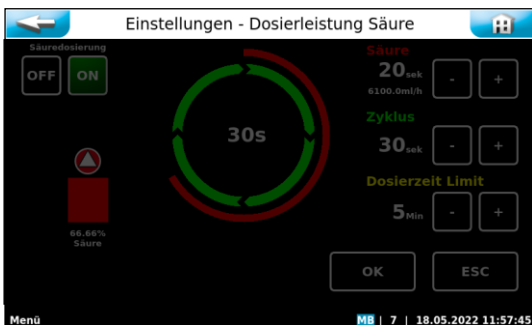 Einstellungen - Dosierleistung Säure
Säuredosierung
OFF ON
30s
66.66%
Säure
Säure
20sek
6100.0ml/h
- +
Zyklus
30sek
- +
Dosierzeit Limit
5Min
- +
OK ESC
Menü
MB | 7 | 18.05.2022 11:57:45